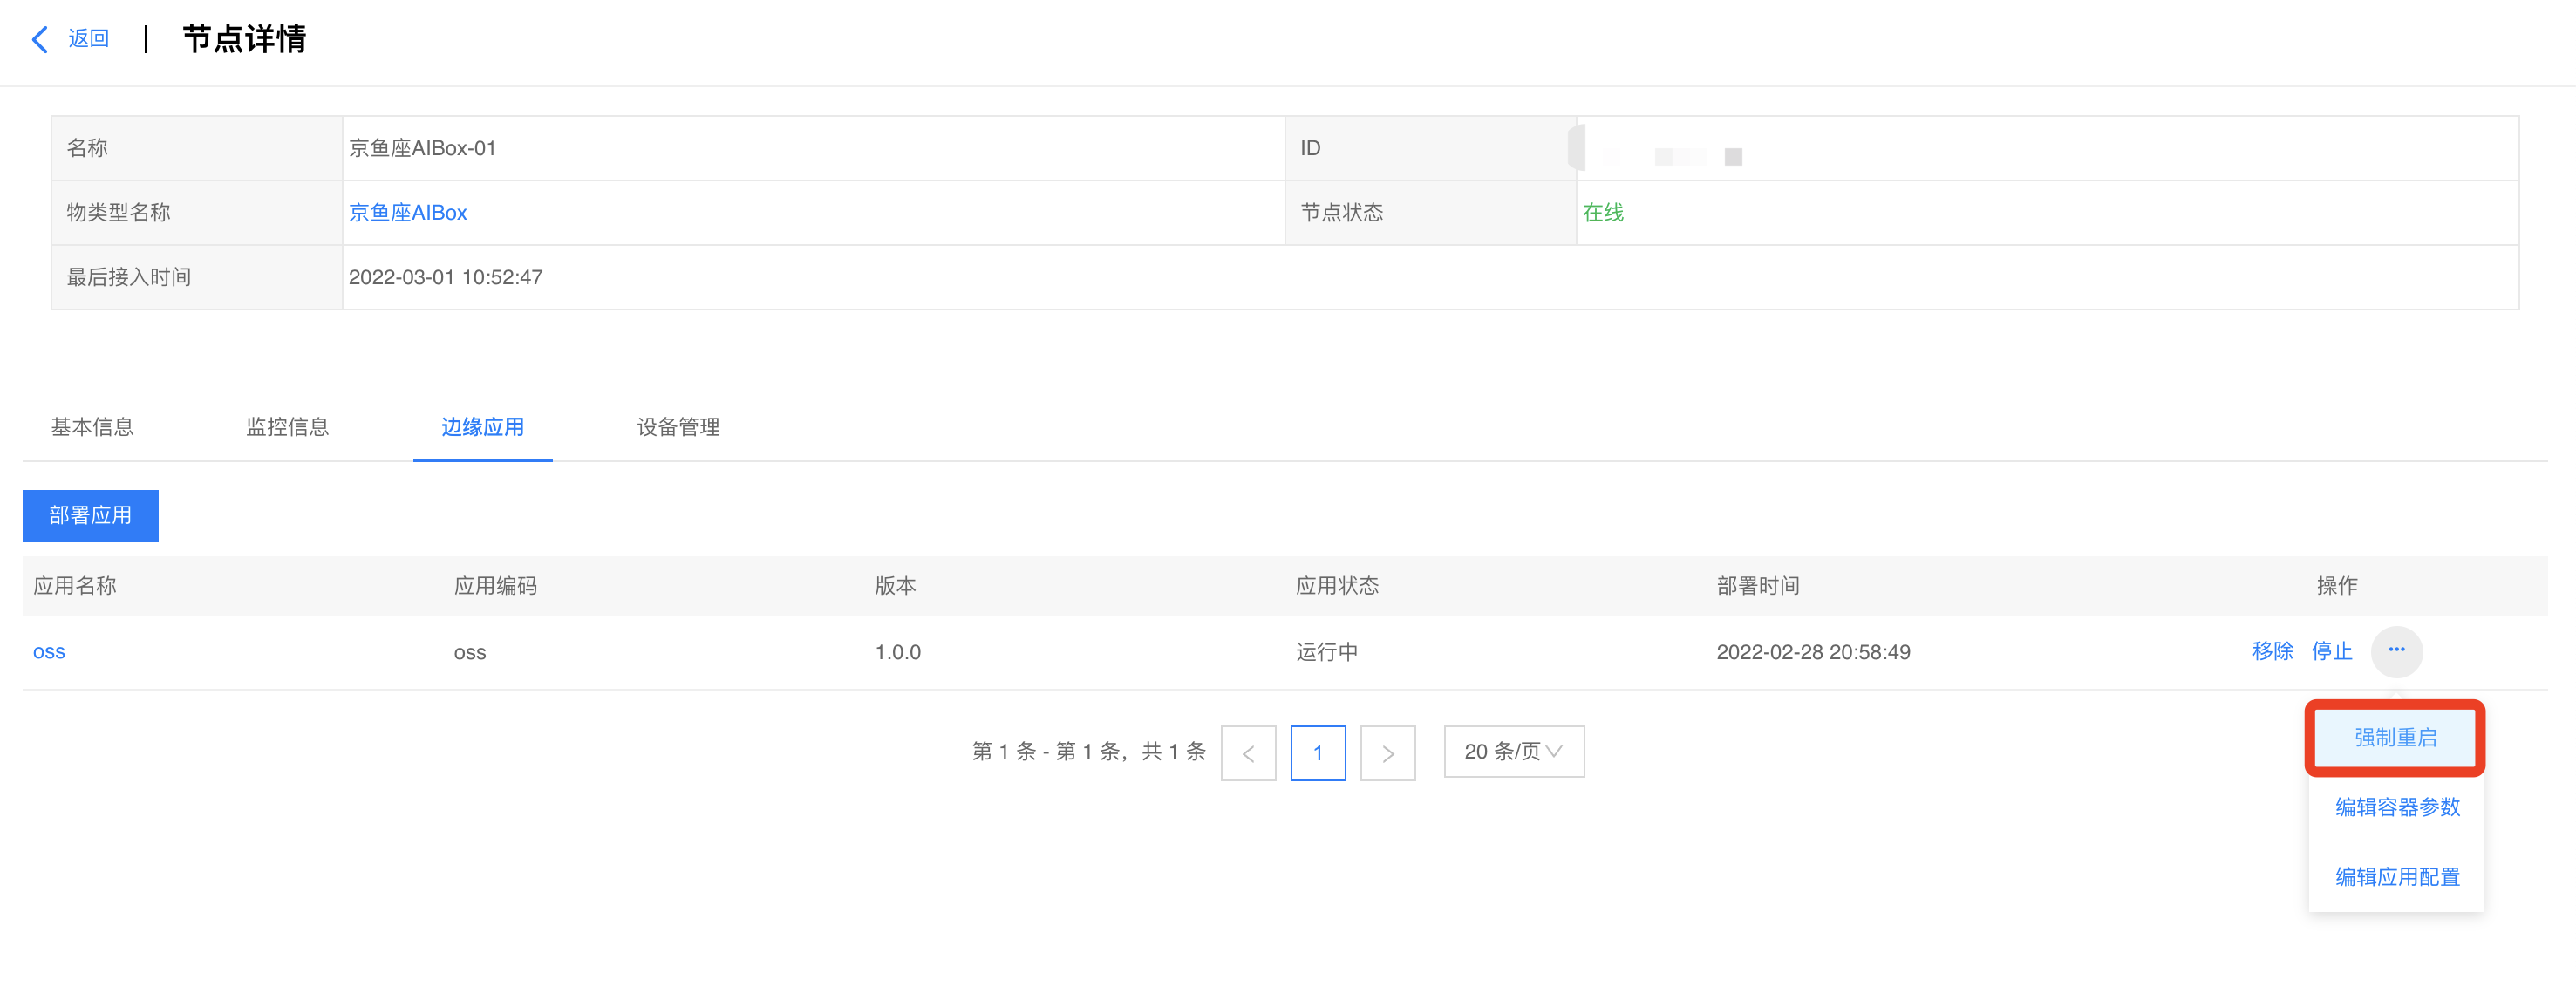 返回 | 节点详情
名称 京鱼座AIBox-01 ID
物类型名称 京鱼座AIBox 节点状态 在线
最后接入时间 2022-03-01 10:52:47
基本信息 监控信息 边缘应用 设备管理
部署应用
应用名称 应用编码 版本 应用状态 部署时间 操作
oss oss 1.0.0 运行中 2022-02-28 20:58:49 移除 停止 ···
第 1 条 - 第 1 条，共 1 条 < 1 > 20 条/页
强制重启
编辑容器参数
编辑应用配置